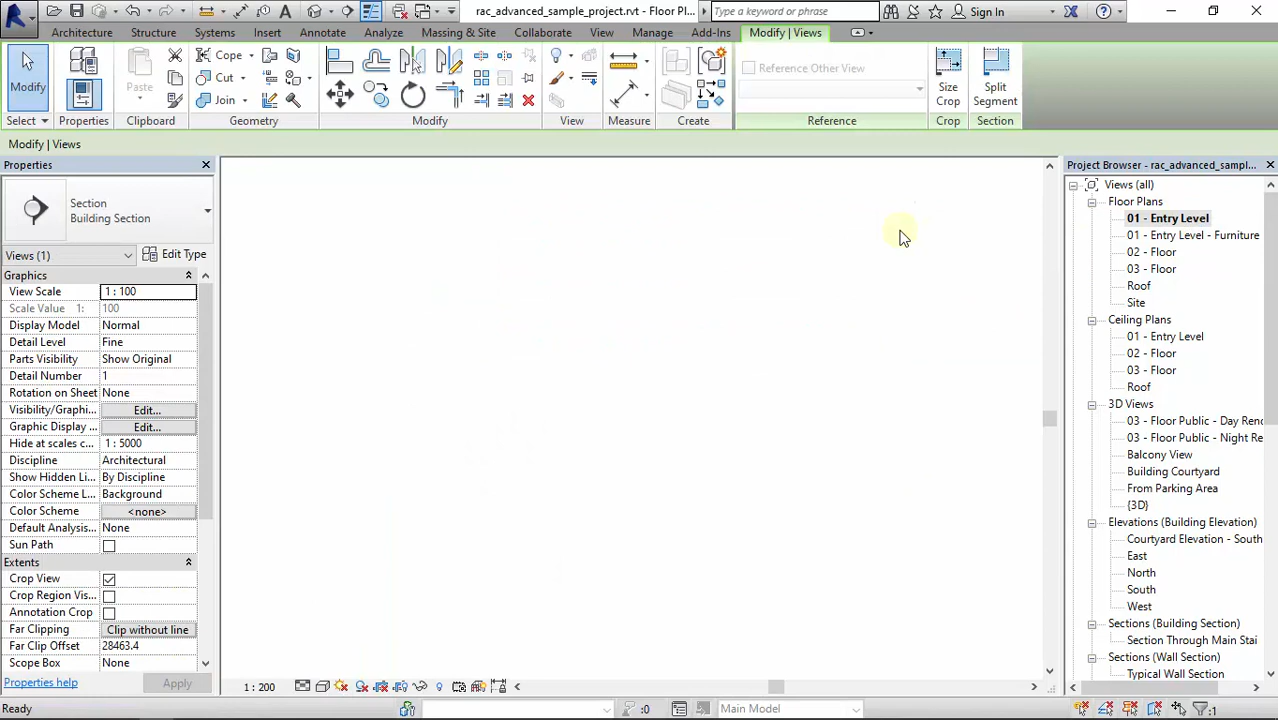 rac_advanced_sample_project.rvt - Floor Pl...
Type a keyword or phrase
Sign In
Architecture Structure Systems Insert Annotate Analyze Massing & Site Collaborate View Manage Add-Ins Modify | Views
Modify
Select
Properties
Paste
Clipboard
Cope
Cut
Join
Geometry
Modify
View
Measure
Create
Reference Other View
Reference
Size
Crop
Crop
Split
Segment
Section
Modify | Views
Properties
Section
Building Section
Views (1)
Edit Type
Graphics
View Scale 1 : 100
Scale Value 1: 100
Display Model Normal
Detail Level Fine
Parts Visibility Show Original
Detail Number 1
Rotation on Sheet None
Visibility/Graphi... Edit...
Graphic Display ... Edit...
Hide at scales c... 1 : 5000
Discipline Architectural
Show Hidden Li... By Discipline
Color Scheme L... Background
Color Scheme <none>
Default Analysis... None
Sun Path
Extents
Crop View
Crop Region Vis...
Annotation Crop
Far Clipping Clip without line
Far Clip Offset 28463.4
Scope Box None
Properties help
Apply
1 : 200
Project Browser - rac_advanced_sampl...
Views (all)
Floor Plans
01 - Entry Level
01 - Entry Level - Furniture
02 - Floor
03 - Floor
Roof
Site
Ceiling Plans
01 - Entry Level
02 - Floor
03 - Floor
Roof
3D Views
03 - Floor Public - Day Ren
03 - Floor Public - Night Re
Balcony View
Building Courtyard
From Parking Area
{3D}
Elevations (Building Elevation)
Courtyard Elevation - South
East
North
South
West
Sections (Building Section)
Section Through Main Stai
Sections (Wall Section)
Typical Wall Section
Ready
:0
Main Model
:1